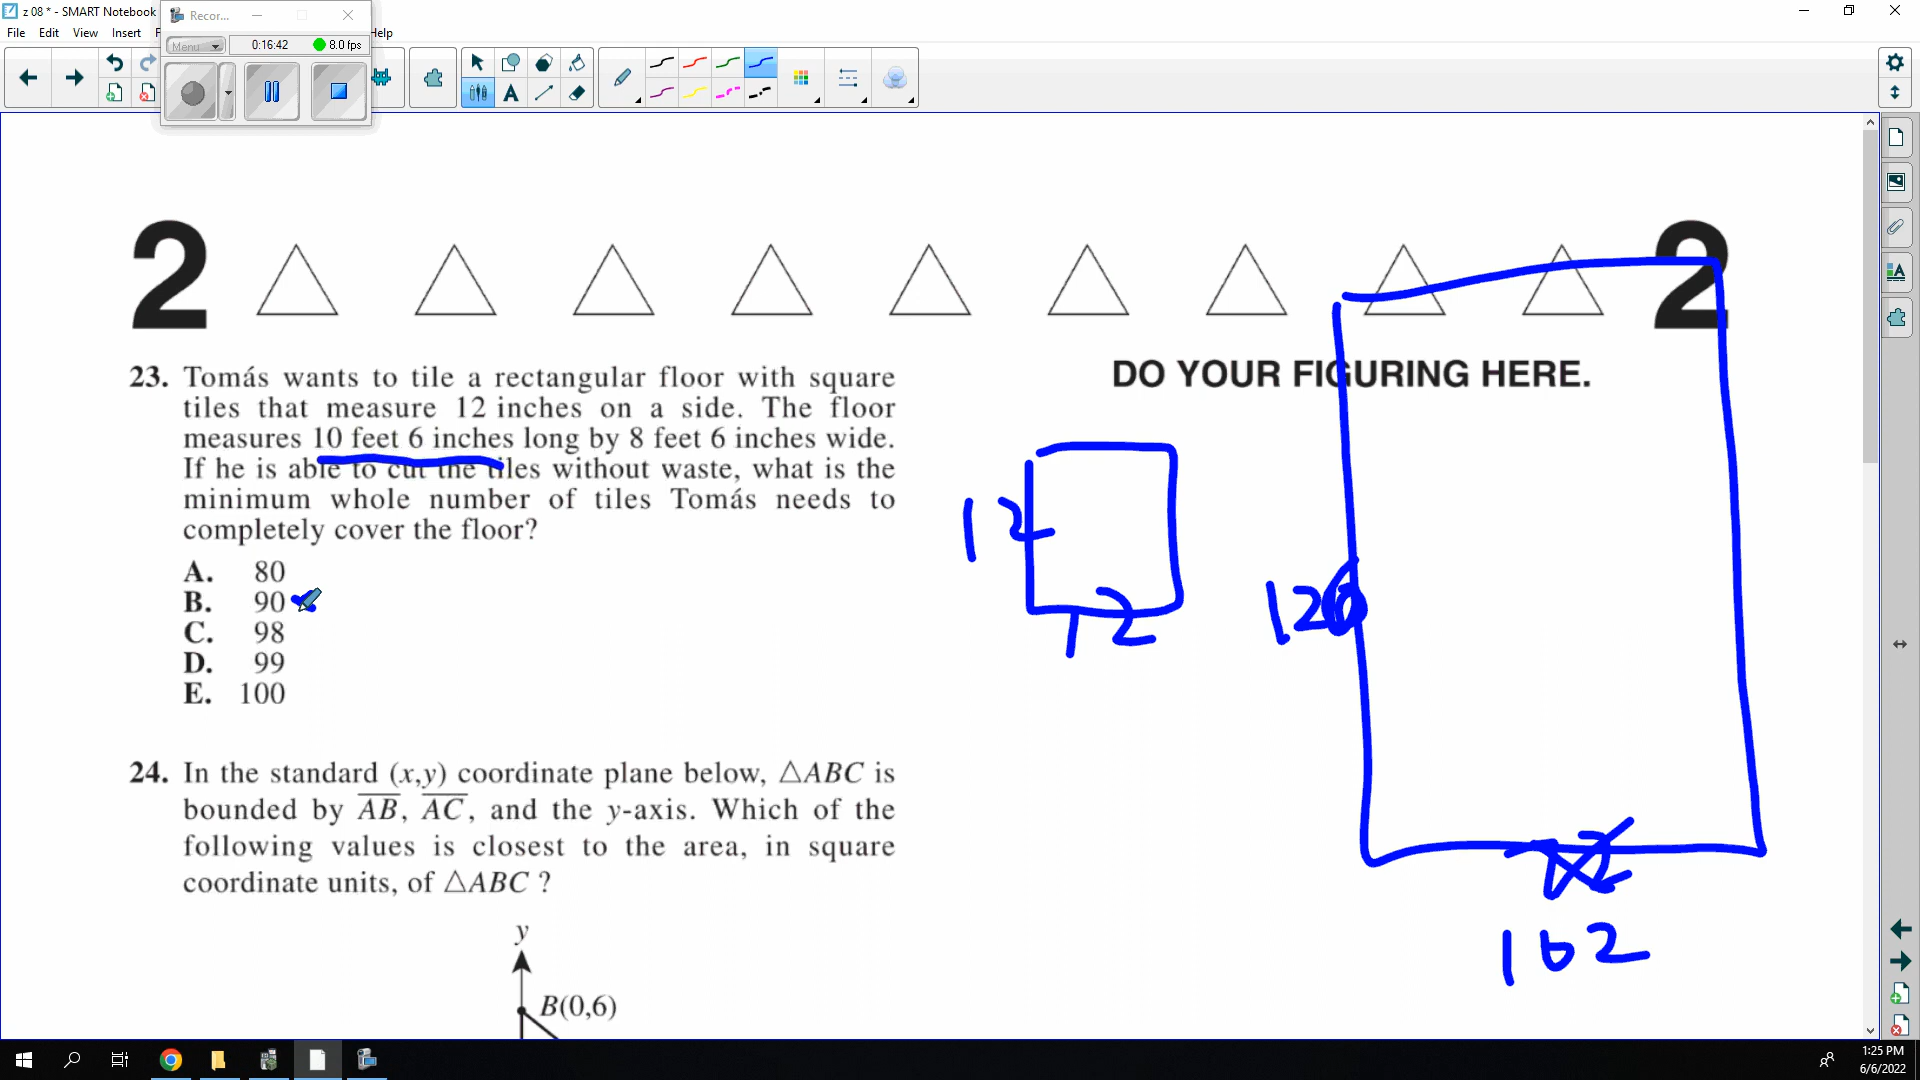 z 08 * - SMART Notebook
Recor...
File Edit View Insert F
Help
Menu
0:16:42
8.0 fps
2
2
23. Tomás wants to tile a rectangular floor with square
tiles that measure 12 inches on a side. The floor
measures 10 feet 6 inches long by 8 feet 6 inches wide.
If he is able to cut the tiles without waste, what is the
minimum whole number of tiles Tomás needs to
completely cover the floor?
A. 80
B. 90
C. 98
D. 99
E. 100
DO YOUR FIGURING HERE.
12
12
126
102
24. In the standard (x,y) coordinate plane below, △ABC is
bounded by A̅B̅, A̅C̅, and the y-axis. Which of the
following values is closest to the area, in square
coordinate units, of △ABC ?
y
B(0,6)
1:25 PM
6/6/2022